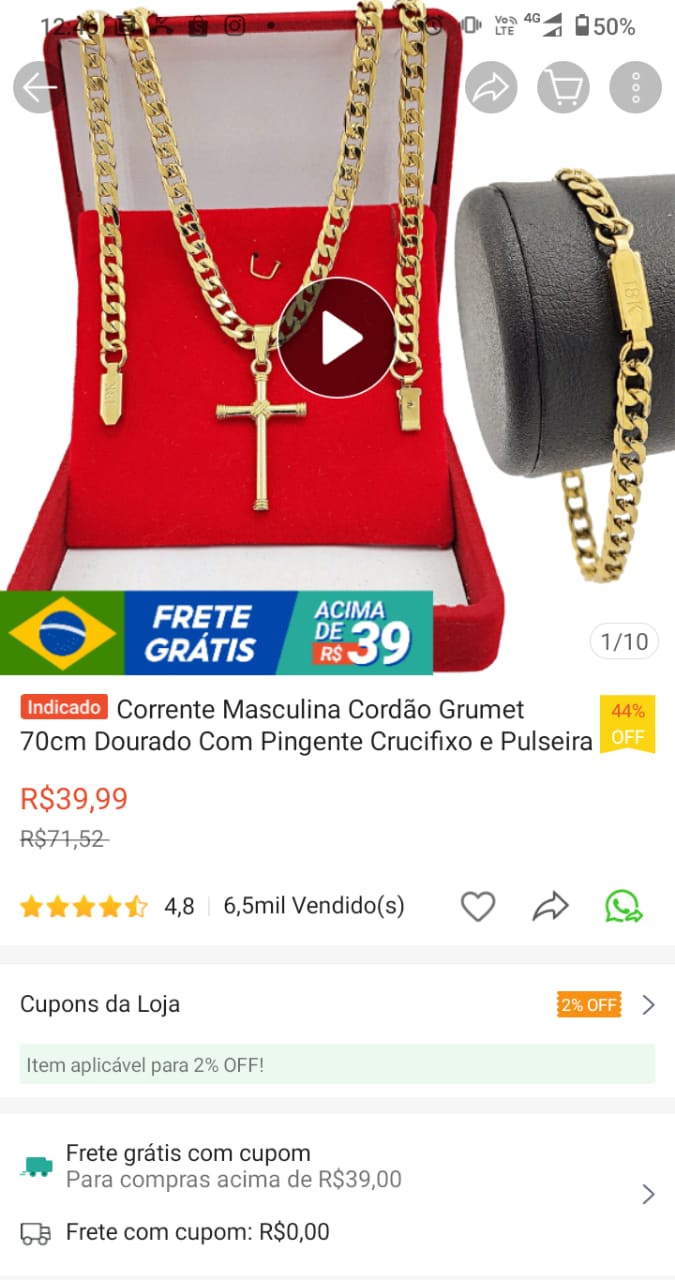 12:46
Vo)) LTE 4G 50%
18K
FRETE GRÁTIS
ACIMA DE R$39
1/10
Indicado Corrente Masculina Cordão Grumet
70cm Dourado Com Pingente Crucifixo e Pulseira
44%
OFF
R$39,99
R$71,52
4,8 6,5mil Vendido(s)
Cupons da Loja 2% OFF
Item aplicável para 2% OFF!
Frete grátis com cupom
Para compras acima de R$39,00
Frete com cupom: R$0,00